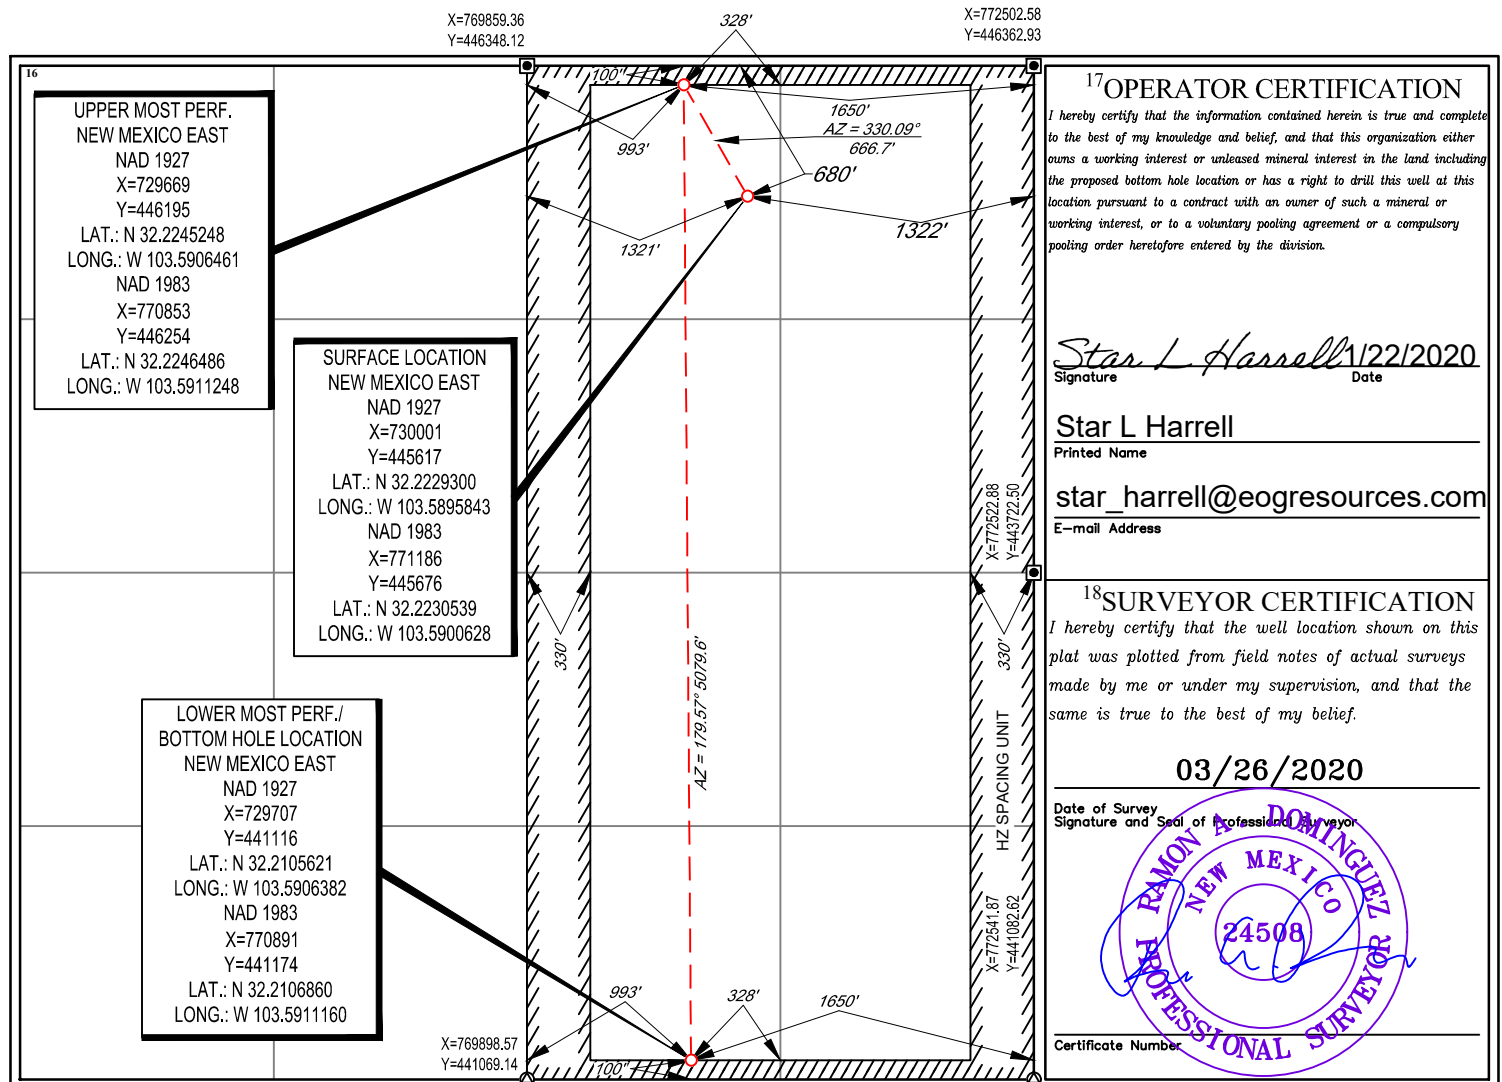 X=769859.36
Y=446348.12
328'
X=772502.58
Y=446362.93
16
100'
1650'
AZ = 330.09°
666.7'
993'
680'
1321'
1322'
UPPER MOST PERF.
NEW MEXICO EAST
NAD 1927
X=729669
Y=446195
LAT.: N 32.2245248
LONG.: W 103.5906461
NAD 1983
X=770853
Y=446254
LAT.: N 32.2246486
LONG.: W 103.5911248
SURFACE LOCATION
NEW MEXICO EAST
NAD 1927
X=730001
Y=445617
LAT.: N 32.2229300
LONG.: W 103.5895843
NAD 1983
X=771186
Y=445676
LAT.: N 32.2230539
LONG.: W 103.5900628
X=772522.88
Y=443722.50
330'
330'
AZ = 179.57° 5079.6'
HZ SPACING UNIT
LOWER MOST PERF./
BOTTOM HOLE LOCATION
NEW MEXICO EAST
NAD 1927
X=729707
Y=441116
LAT.: N 32.2105621
LONG.: W 103.5906382
NAD 1983
X=770891
Y=441174
LAT.: N 32.2106860
LONG.: W 103.5911160
X=772541.87
Y=441082.62
993'
328'
1650'
X=769898.57
Y=441069.14
100'
17 OPERATOR CERTIFICATION
I hereby certify that the information contained herein is true and complete
to the best of my knowledge and belief, and that this organization either
owns a working interest or unleased mineral interest in the land including
the proposed bottom hole location or has a right to drill this well at this
location pursuant to a contract with an owner of such a mineral or
working interest, or to a voluntary pooling agreement or a compulsory
pooling order heretofore entered by the division.
Star L Harrell 1/22/2020
Signature Date
Star L Harrell
Printed Name
star_harrell@eogresources.com
E-mail Address
18 SURVEYOR CERTIFICATION
I hereby certify that the well location shown on this
plat was plotted from field notes of actual surveys
made by me or under my supervision, and that the
same is true to the best of my belief.
03/26/2020
Date of Survey
Signature and Seal of Professional Surveyor
RAMON A. DOMINGUEZ
NEW MEXICO
24508
PROFESSIONAL SURVEYOR
Certificate Number